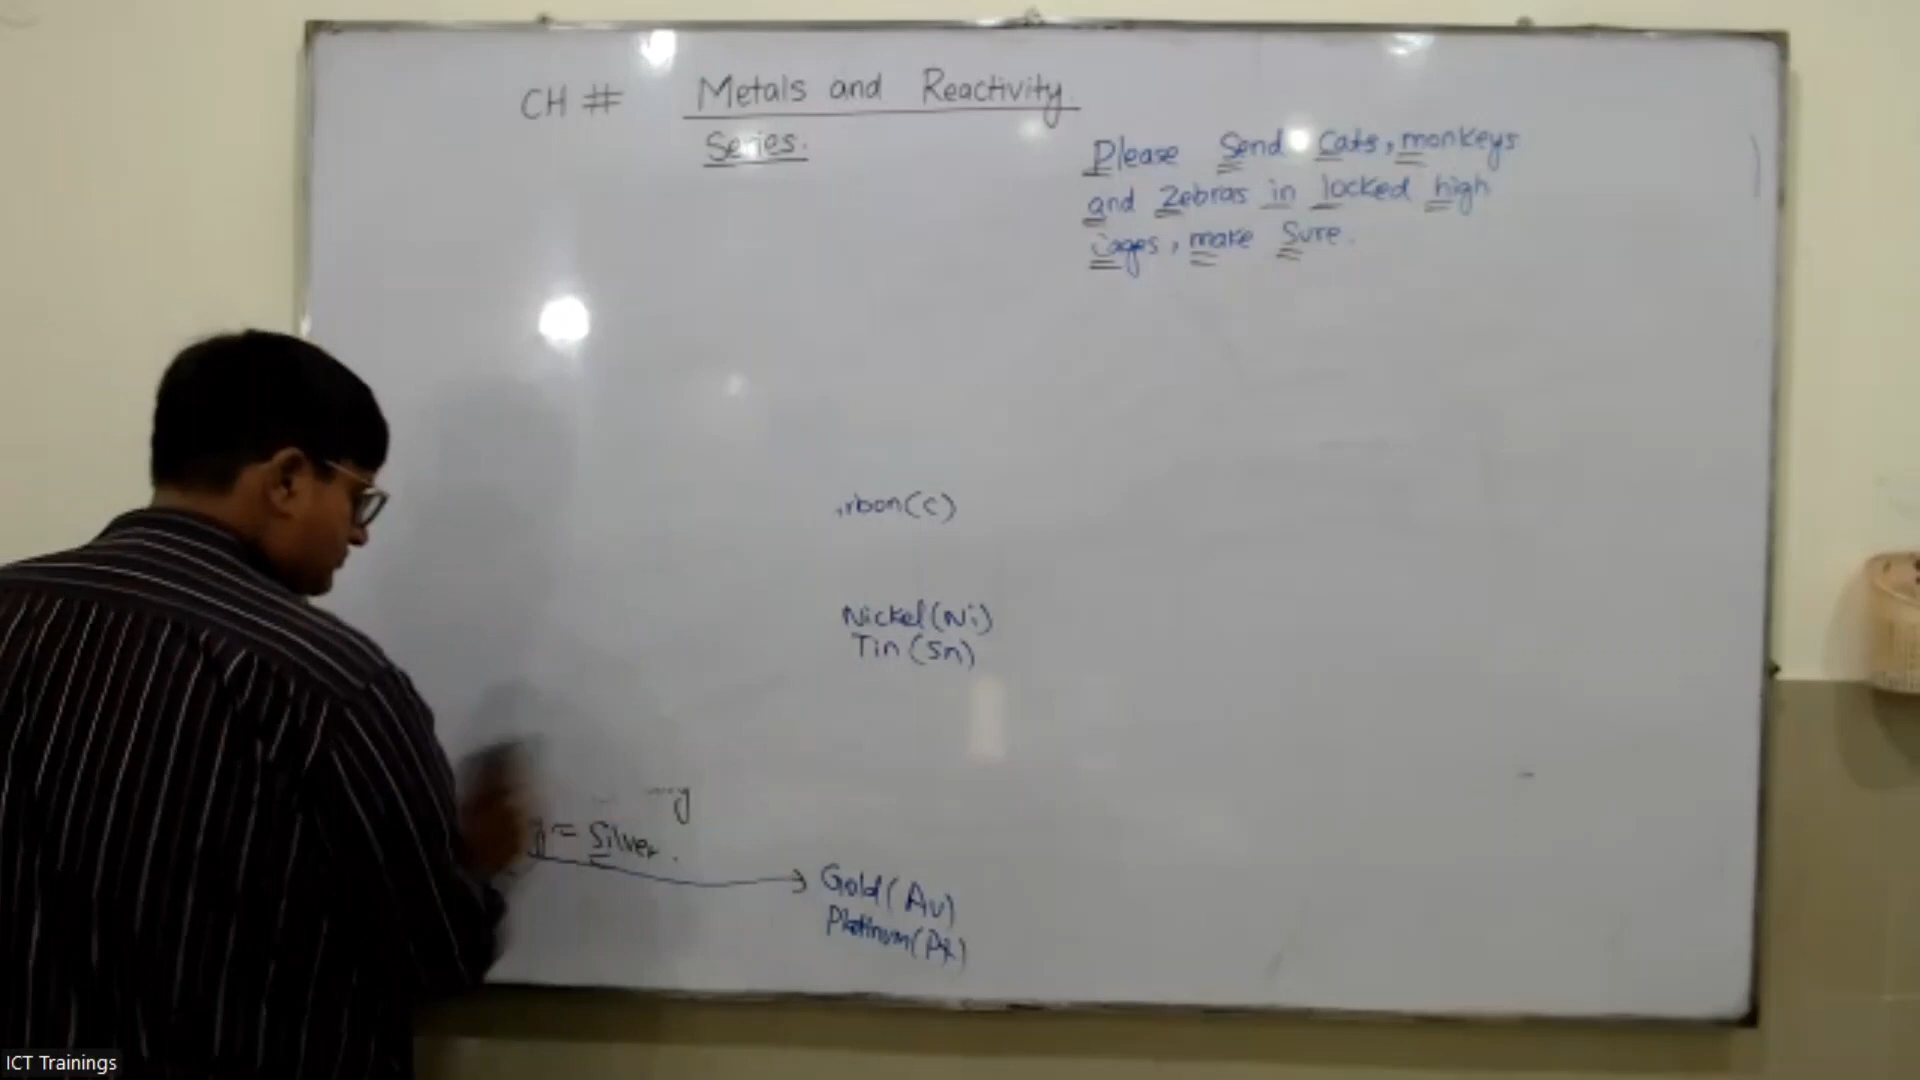 CH # Metals and Reactivity
Series.
Please Send Cats, monkeys
and Zebras in locked high
cages, make Sure.
rbon(c)
Nickel(Ni)
Tin (Sn)
y
= Silver.
Gold(Au)
Platinum(Pt)
ICT Trainings